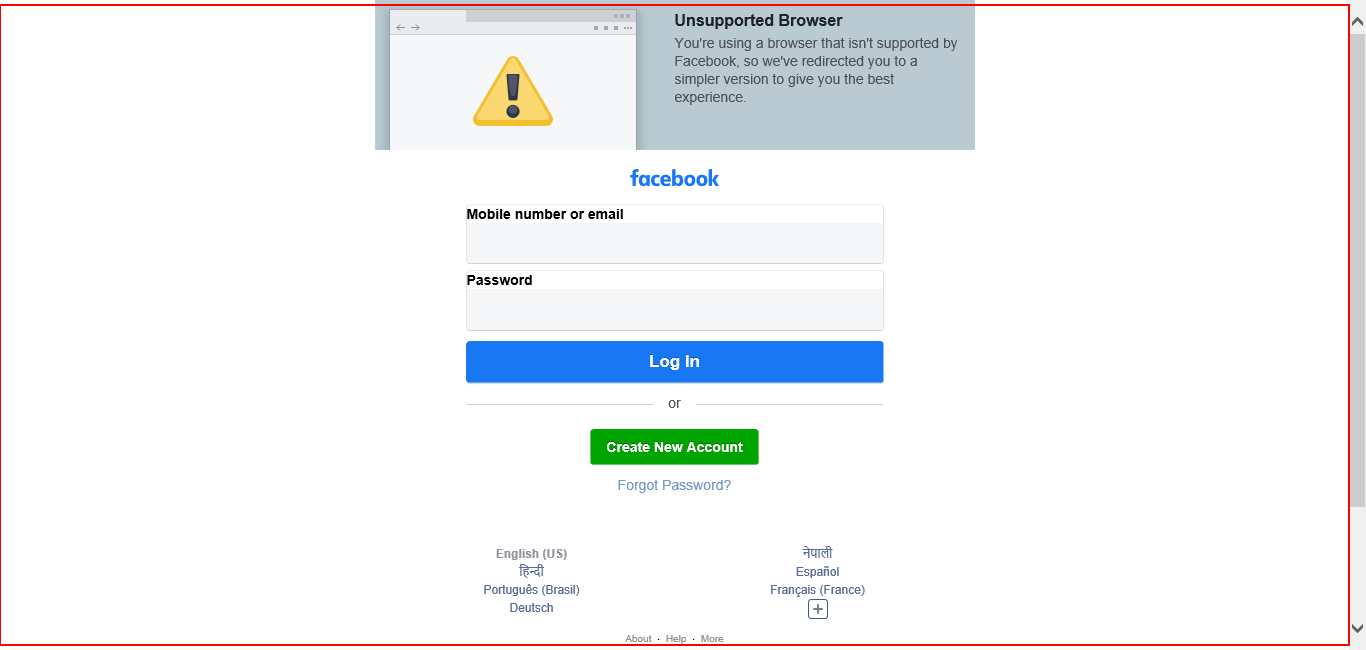 Unsupported Browser
You're using a browser that isn't supported by
Facebook, so we've redirected you to a
simpler version to give you the best
experience.
facebook
Mobile number or email
Password
Log In
or
Create New Account
Forgot Password?
English (US)
नेपाली
हिन्दी
Español
Português (Brasil)
Français (France)
Deutsch
About · Help · More